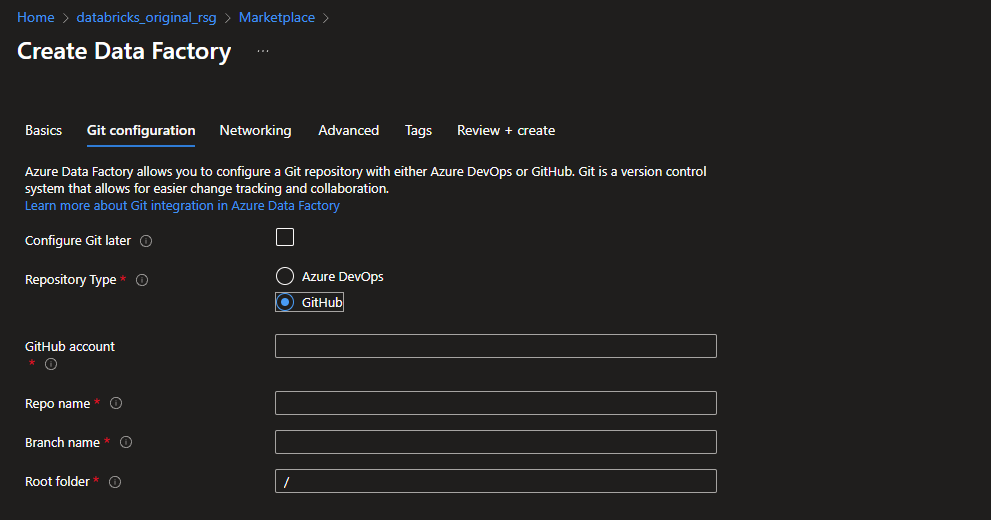 Home > databricks_original_rsg > Marketplace >
Create Data Factory ...
Basics Git configuration Networking Advanced Tags Review + create
Azure Data Factory allows you to configure a Git repository with either Azure DevOps or GitHub. Git is a version control
system that allows for easier change tracking and collaboration.
Learn more about Git integration in Azure Data Factory
Configure Git later
Repository Type *
Azure DevOps
GitHub
GitHub account
*
Repo name *
Branch name *
Root folder * /